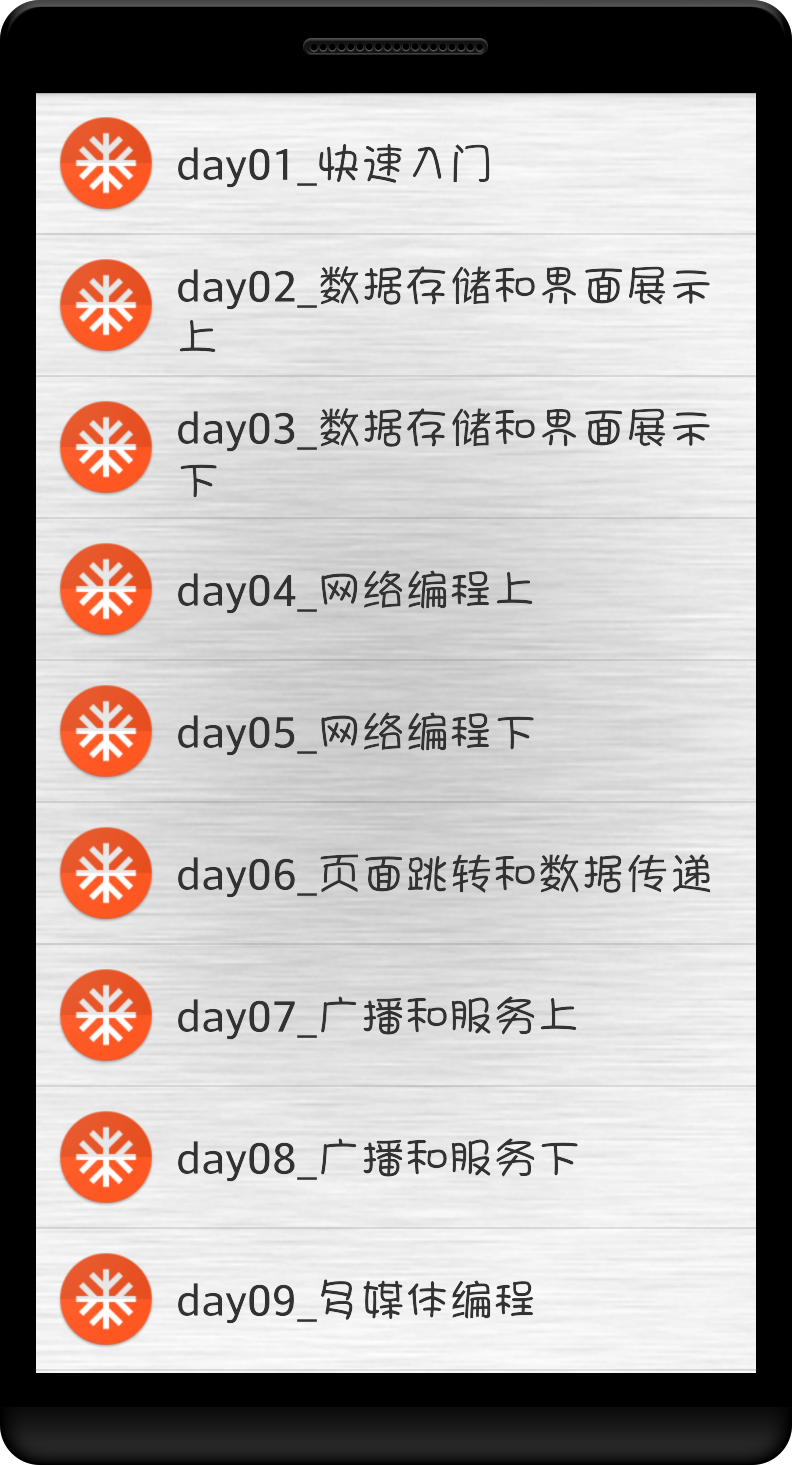 day01_快速入门
day02_数据存储和界面展示
上
day03_数据存储和界面展示
下
day04_网络编程上
day05_网络编程下
day06_页面跳转和数据传递
day07_广播和服务上
day08_广播和服务下
day09_多媒体编程